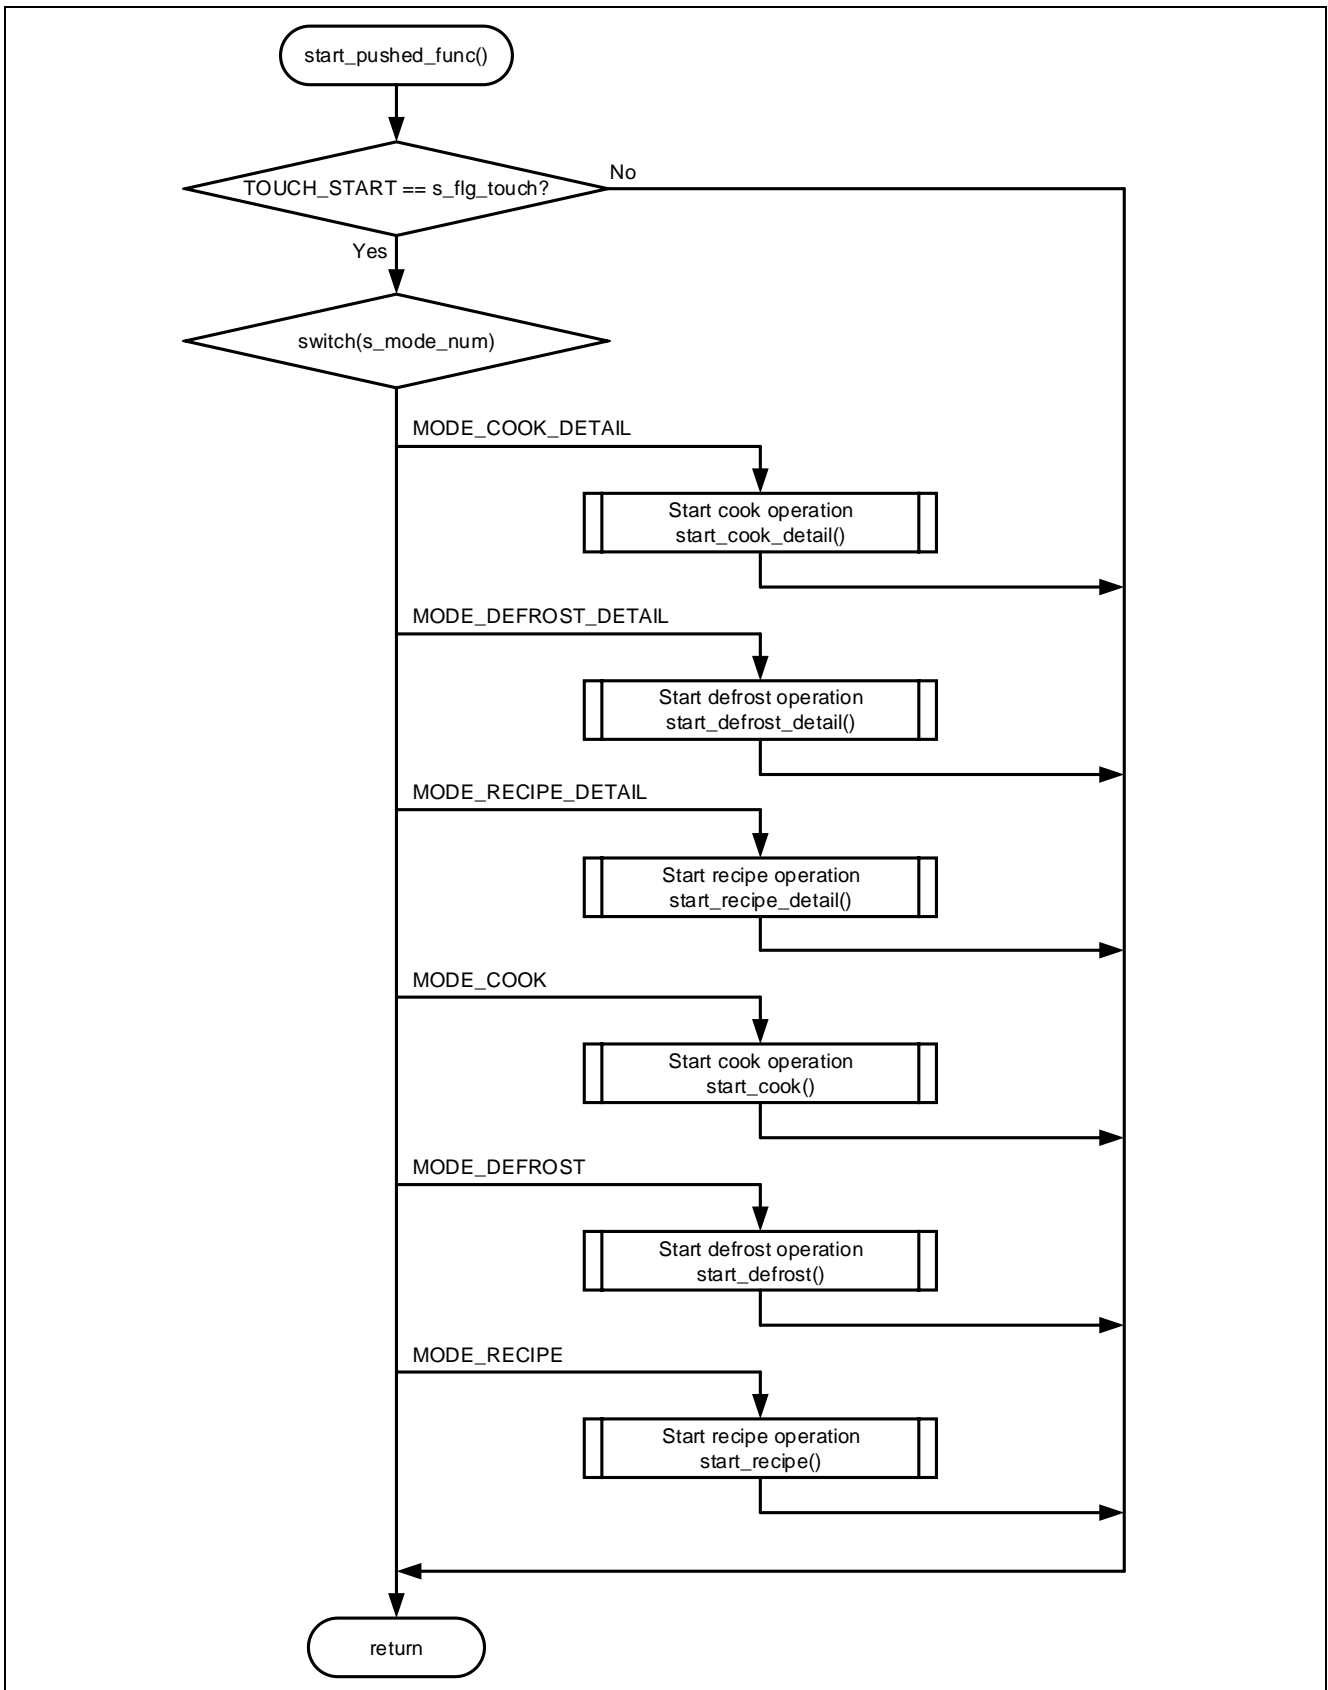 start_pushed_func()
TOUCH_START == s_flg_touch?
No
Yes
switch(s_mode_num)
MODE_COOK_DETAIL
Start cook operation
start_cook_detail()
MODE_DEFROST_DETAIL
Start defrost operation
start_defrost_detail()
MODE_RECIPE_DETAIL
Start recipe operation
start_recipe_detail()
MODE_COOK
Start cook operation
start_cook()
MODE_DEFROST
Start defrost operation
start_defrost()
MODE_RECIPE
Start recipe operation
start_recipe()
return